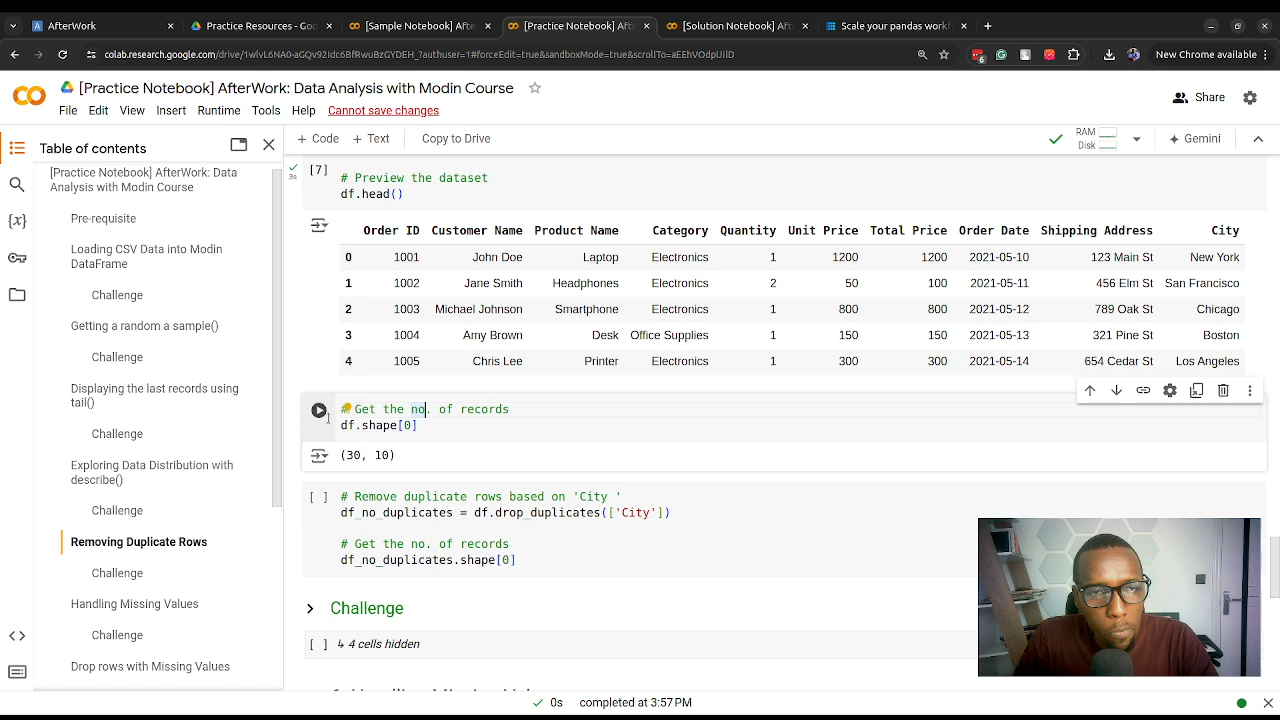 AfterWork
Practice Resources - Goo
[Sample Notebook] Afte
[Practice Notebook] Afte
[Solution Notebook] Afte
Scale your pandas workf
colab.research.google.com/drive/1wlvL6NA0-aGQv92Idc6BfRwuBzGYDEH_?authuser=1#forceEdit=true&sandboxMode=true&scrollTo=aEEhVOdpUilD
6
New Chrome available
[Practice Notebook] AfterWork: Data Analysis with Modin Course
File Edit View Insert Runtime Tools Help Cannot save changes
Share
+ Code + Text Copy to Drive
RAM
Disk
Gemini
Table of contents
[Practice Notebook] AfterWork: Data
Analysis with Modin Course
Pre-requisite
Loading CSV Data into Modin
DataFrame
Challenge
Getting a random a sample()
Challenge
Displaying the last records using
tail()
Challenge
Exploring Data Distribution with
describe()
Challenge
Removing Duplicate Rows
Challenge
Handling Missing Values
Challenge
Drop rows with Missing Values
[7]
3s
# Preview the dataset
df.head()
Order ID Customer Name Product Name Category Quantity Unit Price Total Price Order Date Shipping Address City
0 1001 John Doe Laptop Electronics 1 1200 1200 2021-05-10 123 Main St New York
1 1002 Jane Smith Headphones Electronics 2 50 100 2021-05-11 456 Elm St San Francisco
2 1003 Michael Johnson Smartphone Electronics 1 800 800 2021-05-12 789 Oak St Chicago
3 1004 Amy Brown Desk Office Supplies 1 150 150 2021-05-13 321 Pine St Boston
4 1005 Chris Lee Printer Electronics 1 300 300 2021-05-14 654 Cedar St Los Angeles
# Get the no. of records
df.shape[0]
(30, 10)
[ ] # Remove duplicate rows based on 'City '
df_no_duplicates = df.drop_duplicates(['City'])
# Get the no. of records
df_no_duplicates.shape[0]
Challenge
[ ] ↳ 4 cells hidden
0s completed at 3:57 PM